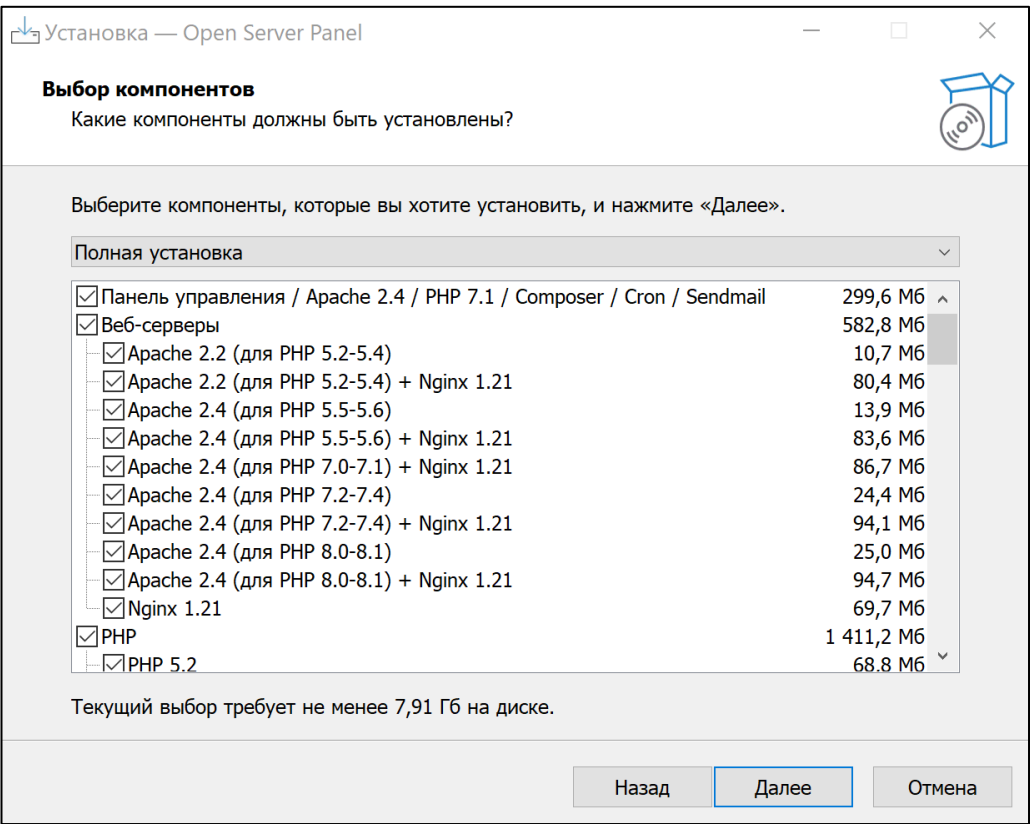 Установка — Open Server Panel
Выбор компонентов
Какие компоненты должны быть установлены?
Выберите компоненты, которые вы хотите установить, и нажмите «Далее».
Полная установка
Панель управления / Apache 2.4 / PHP 7.1 / Composer / Cron / Sendmail 299,6 Мб
Веб-серверы 582,8 Мб
Apache 2.2 (для PHP 5.2-5.4) 10,7 Мб
Apache 2.2 (для PHP 5.2-5.4) + Nginx 1.21 80,4 Мб
Apache 2.4 (для PHP 5.5-5.6) 13,9 Мб
Apache 2.4 (для PHP 5.5-5.6) + Nginx 1.21 83,6 Мб
Apache 2.4 (для PHP 7.0-7.1) + Nginx 1.21 86,7 Мб
Apache 2.4 (для PHP 7.2-7.4) 24,4 Мб
Apache 2.4 (для PHP 7.2-7.4) + Nginx 1.21 94,1 Мб
Apache 2.4 (для PHP 8.0-8.1) 25,0 Мб
Apache 2.4 (для PHP 8.0-8.1) + Nginx 1.21 94,7 Мб
Nginx 1.21 69,7 Мб
PHP 1 411,2 Мб
PHP 5.2 68,8 Мб
Текущий выбор требует не менее 7,91 Гб на диске.
Назад Далее Отмена